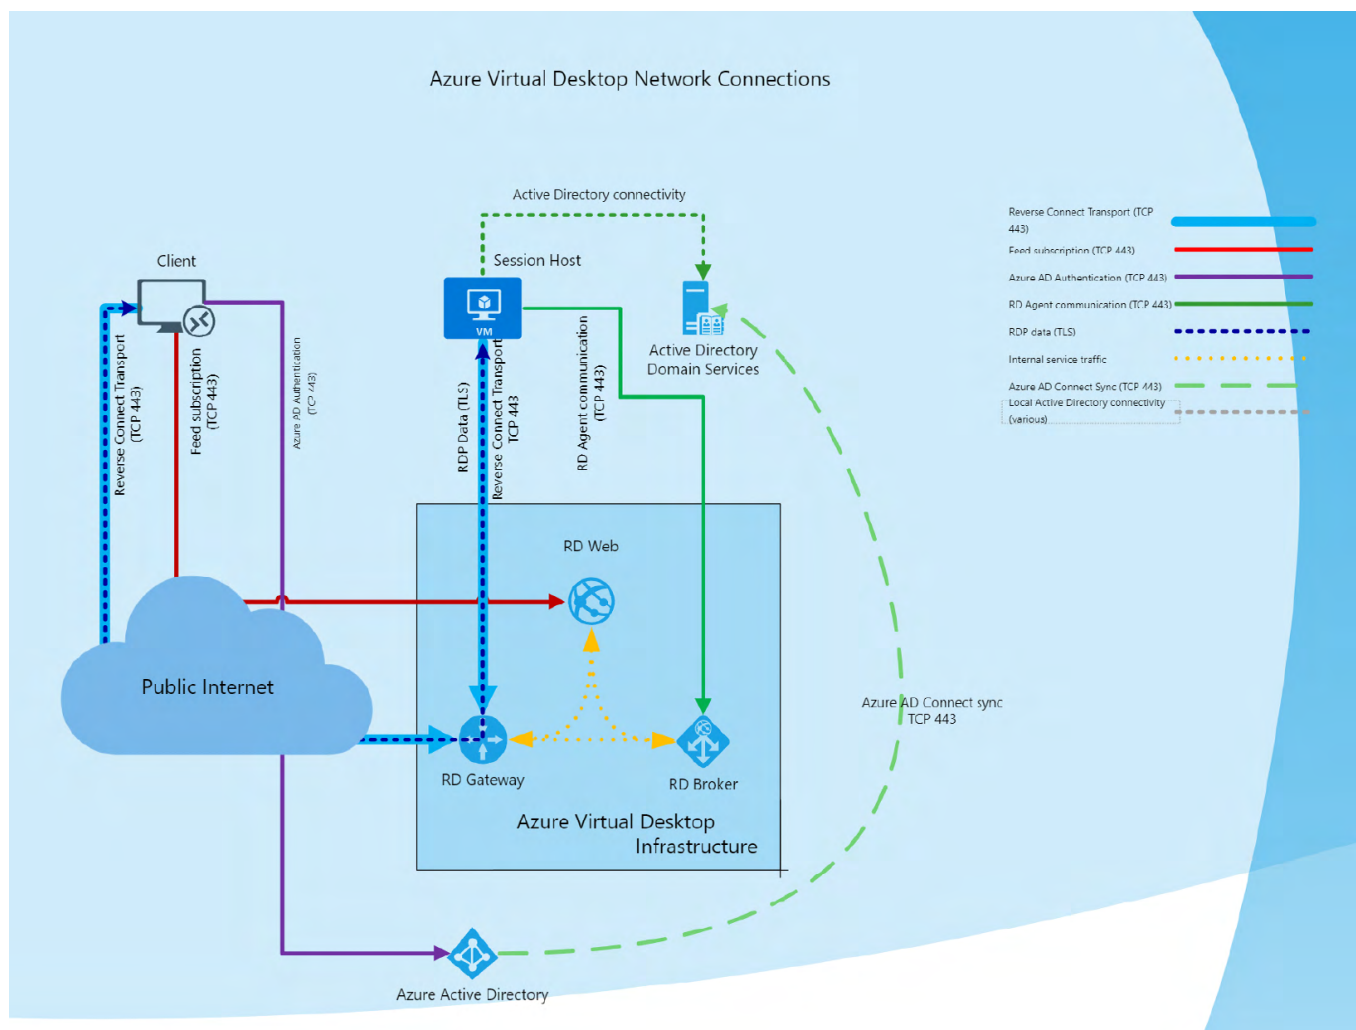 Azure Virtual Desktop Network Connections
Active Directory connectivity
Client
Session Host
VM
Active Directory
Domain Services
Reverse Connect Transport (TCP
443)
Feed subscription (TCP 443)
Azure AD Authentication (TCP 443)
RD Agent communication (TCP 443)
RDP data (TLS)
Internal service traffic
Azure AD Connect Sync (TCP 443)
Local Active Directory connectivity
(various)
Reverse Connect Transport
(TCP 443)
Feed subscription
(TCP 443)
Azure AD Authentication
(TCP 443)
RDP Data (TLS)
Reverse Connect Transport
TCP 443
RD Agent communication
(TCP 443)
RD Web
Public Internet
Azure AD Connect sync
TCP 443
RD Gateway
RD Broker
Azure Virtual Desktop
Infrastructure
Azure Active Directory